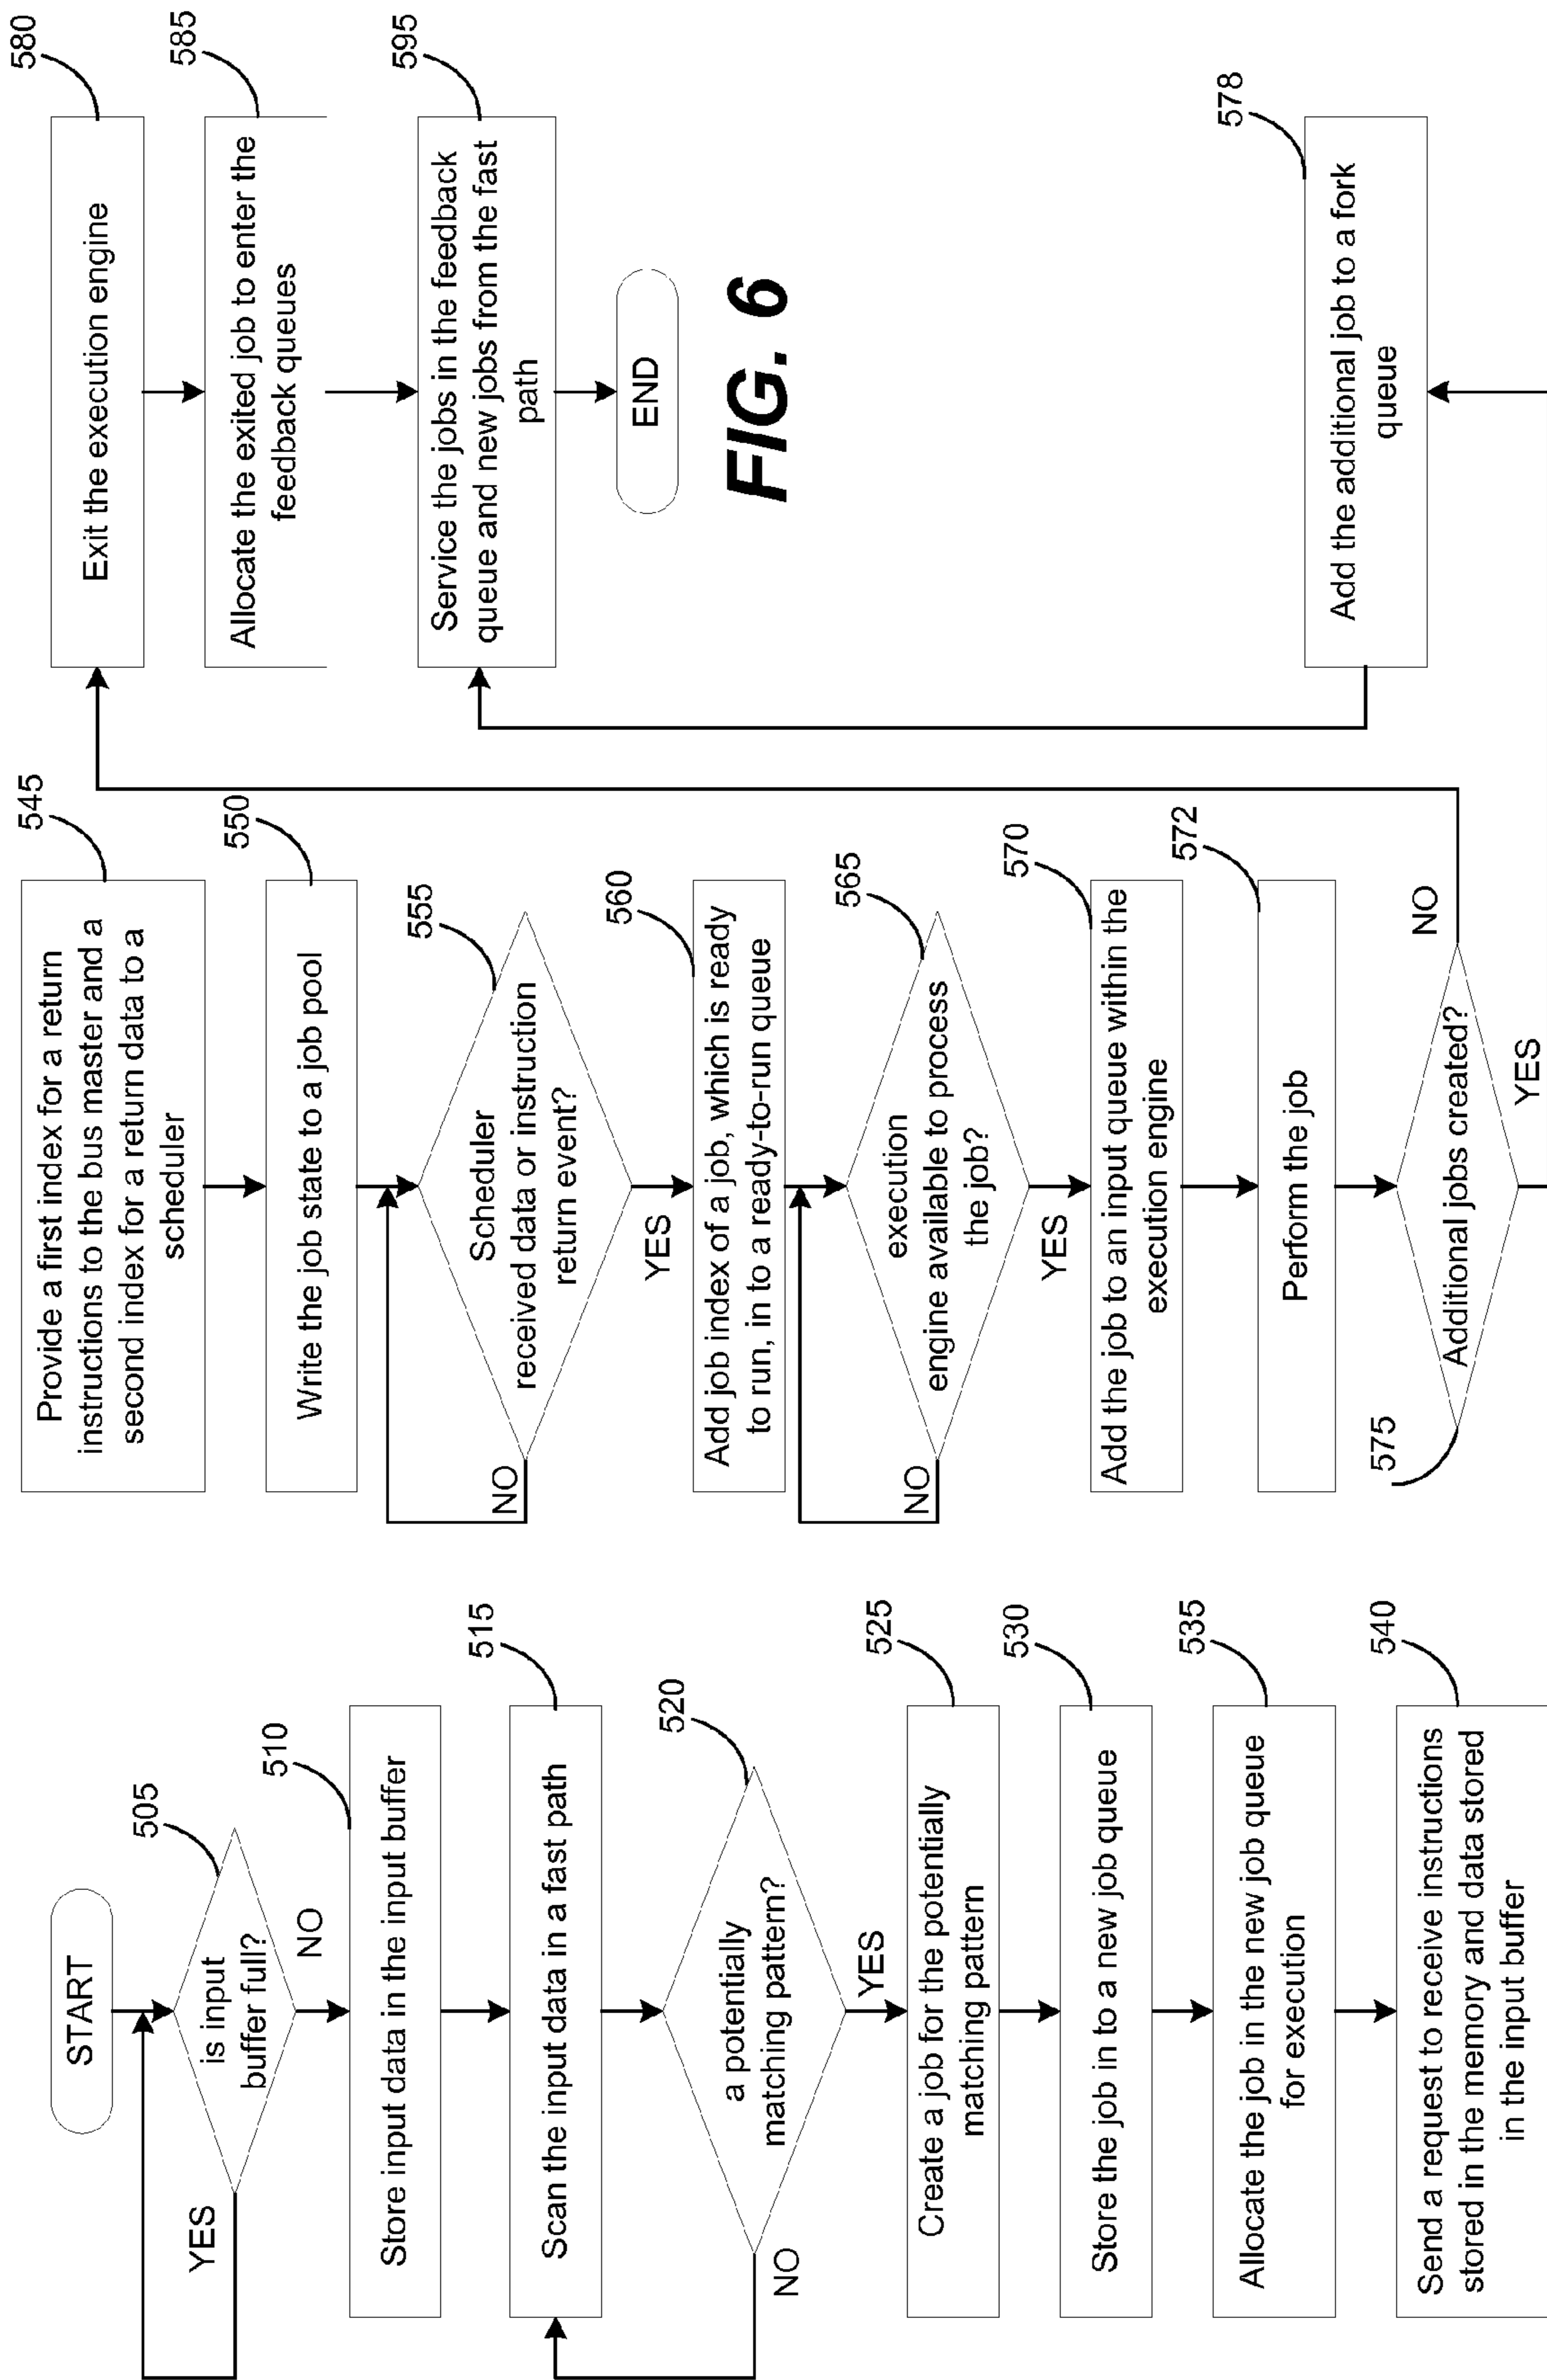 START
505
is input
buffer full?
YES
NO
510
Store input data in the input buffer
515
Scan the input data in a fast path
520
a potentially
matching pattern?
NO
YES
525
Create a job for the potentially
matching pattern
530
Store the job in to a new job queue
535
Allocate the job in the new job queue
for execution
540
Send a request to receive instructions
stored in the memory and data stored
in the input buffer
545
Provide a first index for a return
instructions to the bus master and a
second index for a return data to a
scheduler
550
Write the job state to a job pool
555
Scheduler
received data or instruction
return event?
NO
YES
560
Add job index of a job, which is ready
to run, in to a ready-to-run queue
565
execution
engine available to process
the job?
NO
YES
570
Add the job to an input queue within the
execution engine
572
Perform the job
575
Additional jobs created?
NO
YES
580
Exit the execution engine
585
Allocate the exited job to enter the
feedback queues
595
Service the jobs in the feedback
queue and new jobs from the fast
path
END
FIG. 6
578
Add the additional job to a fork
queue